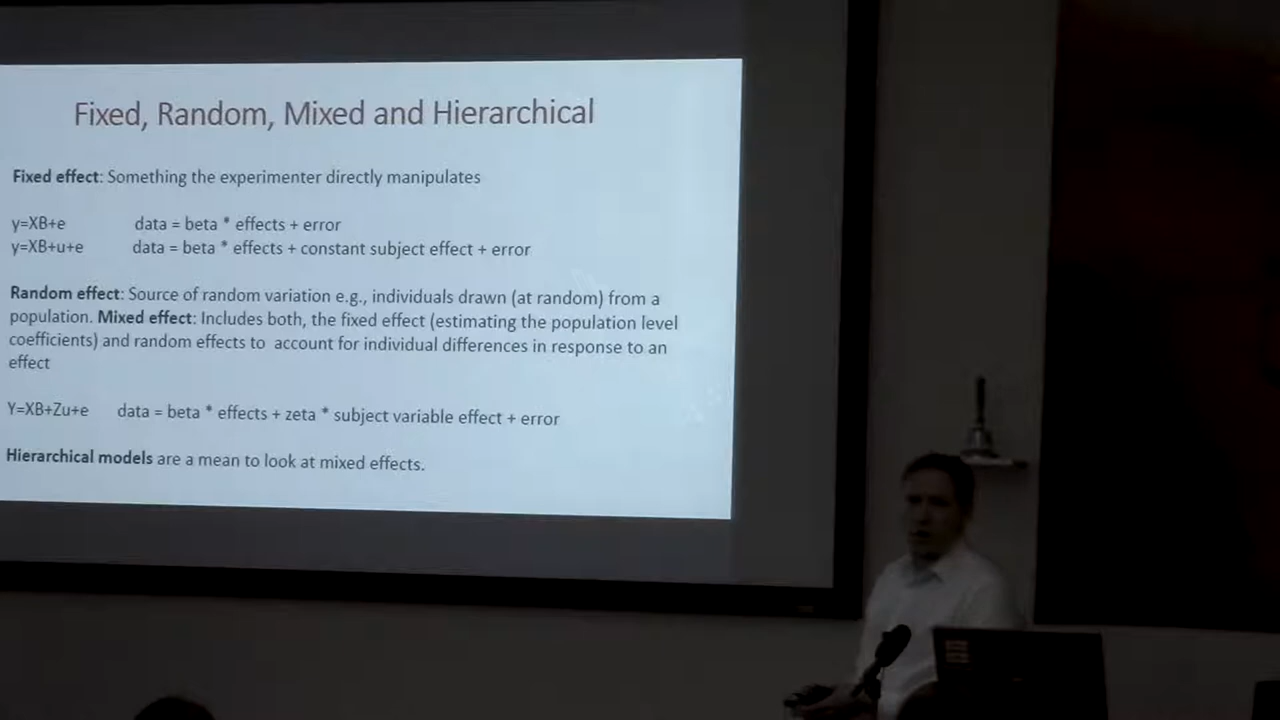 Fixed, Random, Mixed and Hierarchical
Fixed effect: Something the experimenter directly manipulates
y=XB+e data = beta * effects + error
y=XB+u+e data = beta * effects + constant subject effect + error
Random effect: Source of random variation e.g., individuals drawn (at random) from a
population. Mixed effect: Includes both, the fixed effect (estimating the population level
coefficients) and random effects to account for individual differences in response to an
effect
Y=XB+Zu+e data = beta * effects + zeta * subject variable effect + error
Hierarchical models are a mean to look at mixed effects.